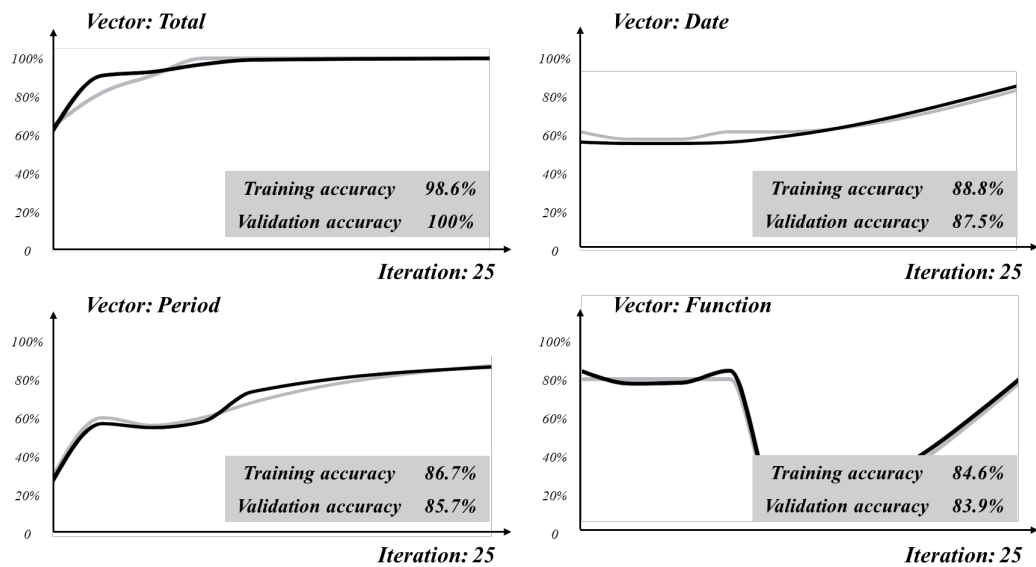 Vector: Total
100%
80%
60%
40%
20%
0
Training accuracy 98.6%
Validation accuracy 100%
Iteration: 25
Vector: Date
100%
80%
60%
40%
20%
0
Training accuracy 88.8%
Validation accuracy 87.5%
Iteration: 25
Vector: Period
100%
80%
60%
40%
20%
0
Training accuracy 86.7%
Validation accuracy 85.7%
Iteration: 25
Vector: Function
100%
80%
60%
40%
20%
0
Training accuracy 84.6%
Validation accuracy 83.9%
Iteration: 25